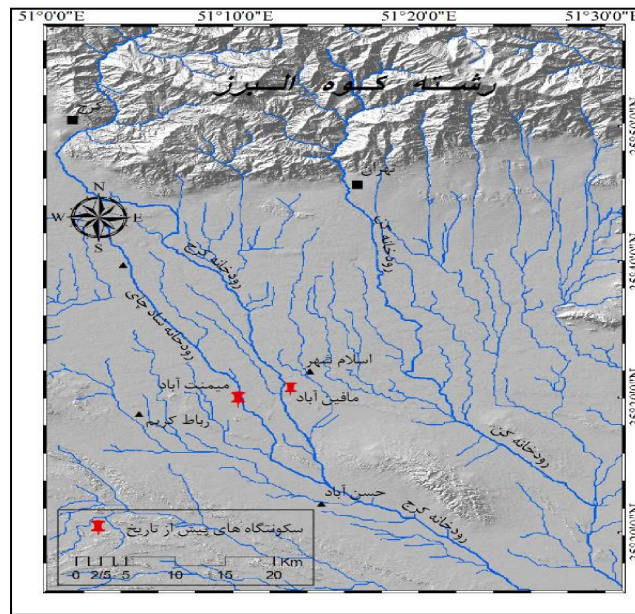 51°0'0"E 51°10'0"E 51°20'0"E 51°30'0"E
رشته کوه البرز
کرج
تهران
N
W E
S
رودخانه کرج
رودخانه کن
رودخانه شاد چای
اسلام شهر
میمنت آباد
مافین آباد
رباط کریم
رودخانه کن
حسن آباد
رودخانه کرج
سکونتگاه های پیش از تاریخ
0 2/5 5 10 15 20 Km